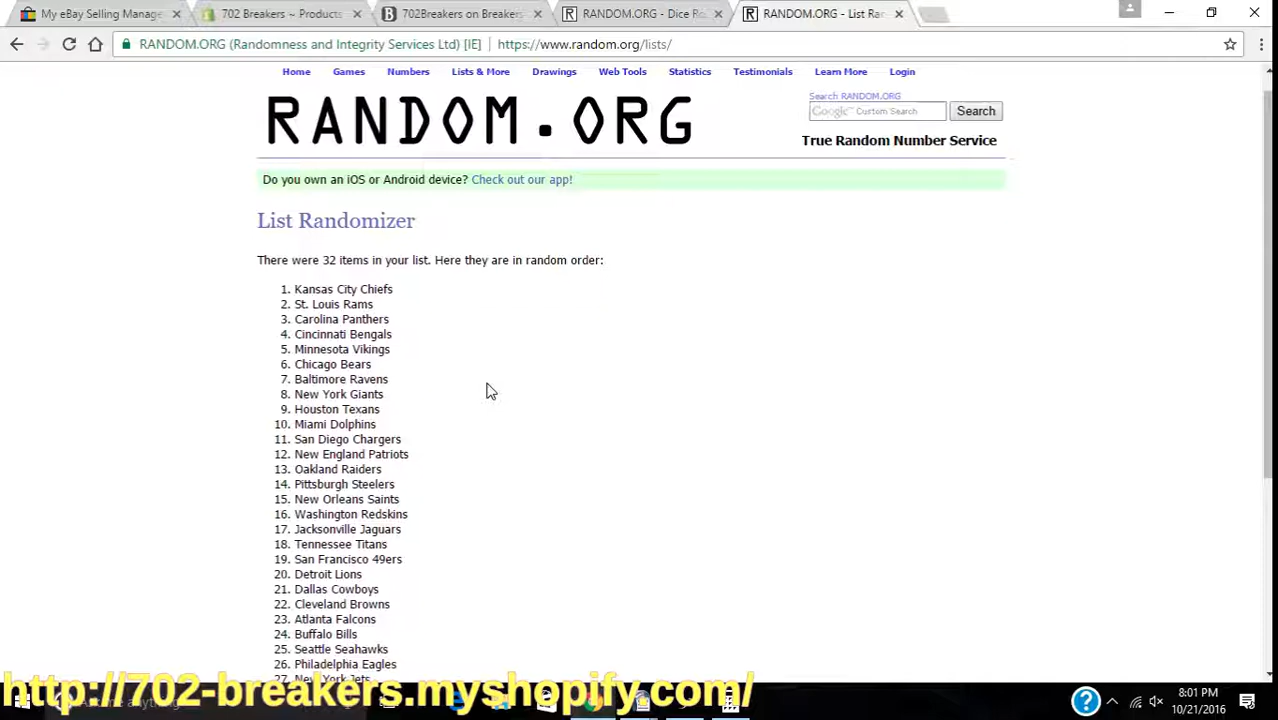 My eBay Selling Manage
702 Breakers ~ Products
702Breakers on Breakers
RANDOM.ORG - Dice Ro
RANDOM.ORG - List Ra
RANDOM.ORG (Randomness and Integrity Services Ltd) [IE]
https://www.random.org/lists/
Home Games Numbers Lists & More Drawings Web Tools Statistics Testimonials Learn More Login
RANDOM.ORG
Search RANDOM.ORG
Google™ Custom Search
Search
True Random Number Service
Do you own an iOS or Android device? Check out our app!
List Randomizer
There were 32 items in your list. Here they are in random order:
1. Kansas City Chiefs
2. St. Louis Rams
3. Carolina Panthers
4. Cincinnati Bengals
5. Minnesota Vikings
6. Chicago Bears
7. Baltimore Ravens
8. New York Giants
9. Houston Texans
10. Miami Dolphins
11. San Diego Chargers
12. New England Patriots
13. Oakland Raiders
14. Pittsburgh Steelers
15. New Orleans Saints
16. Washington Redskins
17. Jacksonville Jaguars
18. Tennessee Titans
19. San Francisco 49ers
20. Detroit Lions
21. Dallas Cowboys
22. Cleveland Browns
23. Atlanta Falcons
24. Buffalo Bills
25. Seattle Seahawks
26. Philadelphia Eagles
27. New York Jets
http://702-breakers.myshopify.com/
8:01 PM
10/21/2016